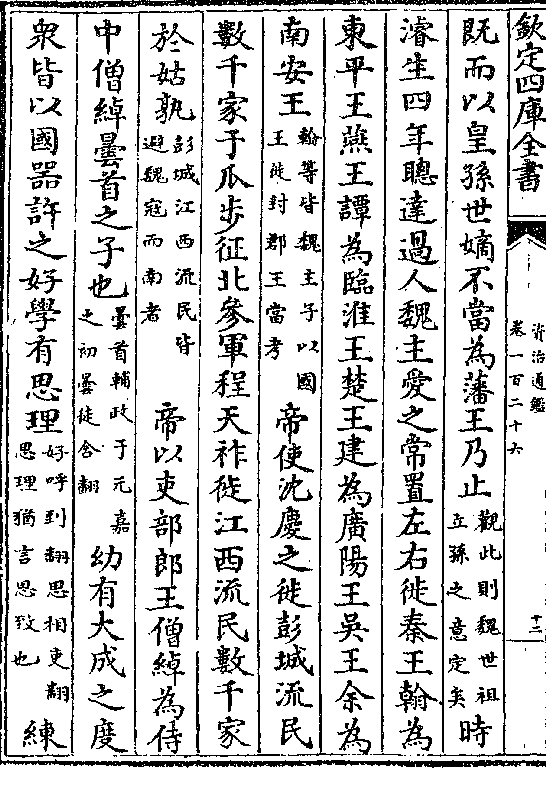 欽定四庫全書
資治通鑑
卷一百二十六
十二
既而以皇孫世嫡不當為藩王乃止觀此則魏世祖立孫之意定矣時
濬生四年聰達過人魏主愛之常置左右徙秦王翰為
東平王燕王譚為臨淮王楚王建為廣陽王吳王余為
南安王翰等皆魏主子以國王徙封郡王當考帝使沈慶之徙彭城流民
數千家于瓜步征北參軍程天祚徙江西流民數千家
於姑孰彭城江西流民皆避魏寇而南者帝以吏部郎王僧綽為侍
中僧綽曇首之子也曇首輔政于元嘉之初曇徒含翻幼有大成之度
衆皆以國器許之好學有思理好呼到翻思相吏翻思理猶言思致也練